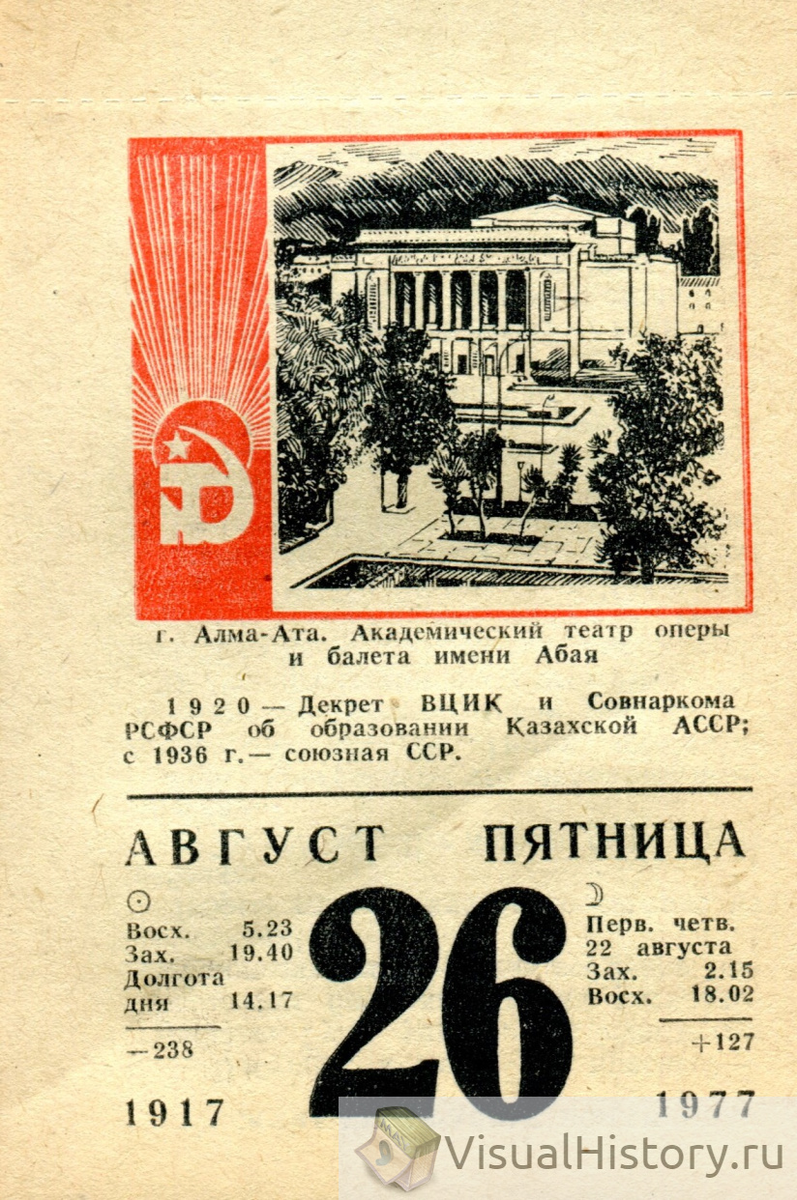 г. Алма-Ата. Академический театр оперы
и балета имени Абая
1920 — Декрет ВЦИК и Совнаркома
РСФСР об образовании Казахской АССР;
с 1936 г.— союзная ССР.
АВГУСТ ПЯТНИЦА
26
Восх. 5.23
Зах. 19.40
Долгота
дня 14.17
—238
Перв. четв.
22 августа
Зах. 2.15
Восх. 18.02
+127
1917 1977
VisualHistory.ru